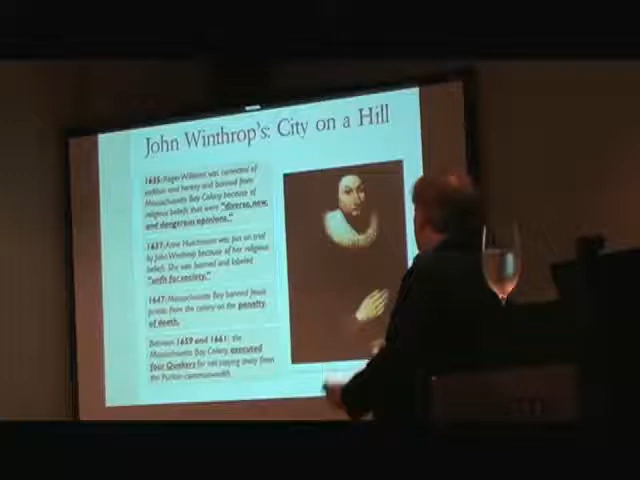 John Winthrop's: City on a Hill
1635: Roger Williams was convicted of
sedition and heresy and banned from
Massachusetts Bay Colony because of
religious beliefs that were "diverse, new,
and dangerous opinions."
1637: Anne Hutchinson was put on trial
by John Winthrop because of her religious
beliefs. She was banned and labeled
"unfit for society."
1647: Massachusetts Bay banned Jesuit
priests from the colony on the penalty
of death.
Between 1659 and 1661: the
Massachusetts Bay Colony executed
four Quakers for not staying away from
the Puritan commonwealth.